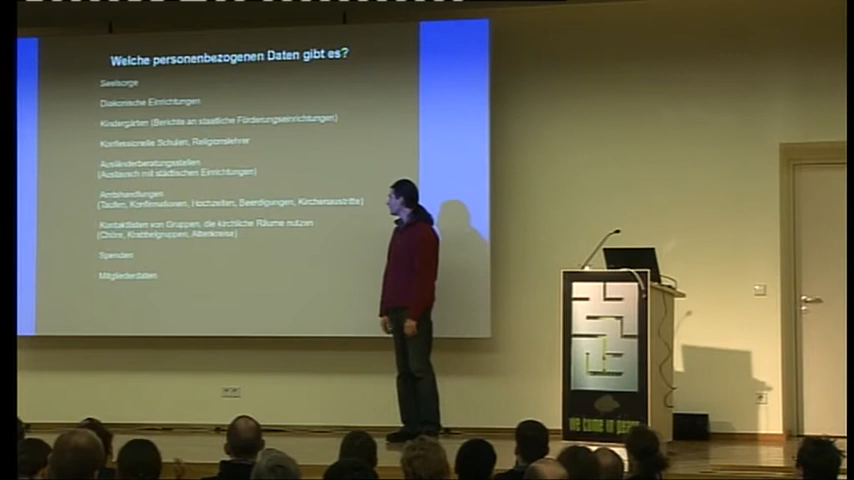 Welche personenbezogenen Daten gibt es?
Seelsorge
Diakonische Einrichtungen
Kindergärten (Berichte an staatliche Förderungseinrichtungen)
Konfessionelle Schulen, Religionslehrer
Ausländerberatungsstellen
(Austausch mit städtischen Einrichtungen)
Amtshandlungen
(Taufen, Konfirmationen, Hochzeiten, Beerdigungen, Kirchenaustritte)
Kontaktdaten von Gruppen, die kirchliche Räume nutzen
(Chöre, Krabbelgruppen, Altenkreise)
Spenden
Mitgliederdaten
we come in peace